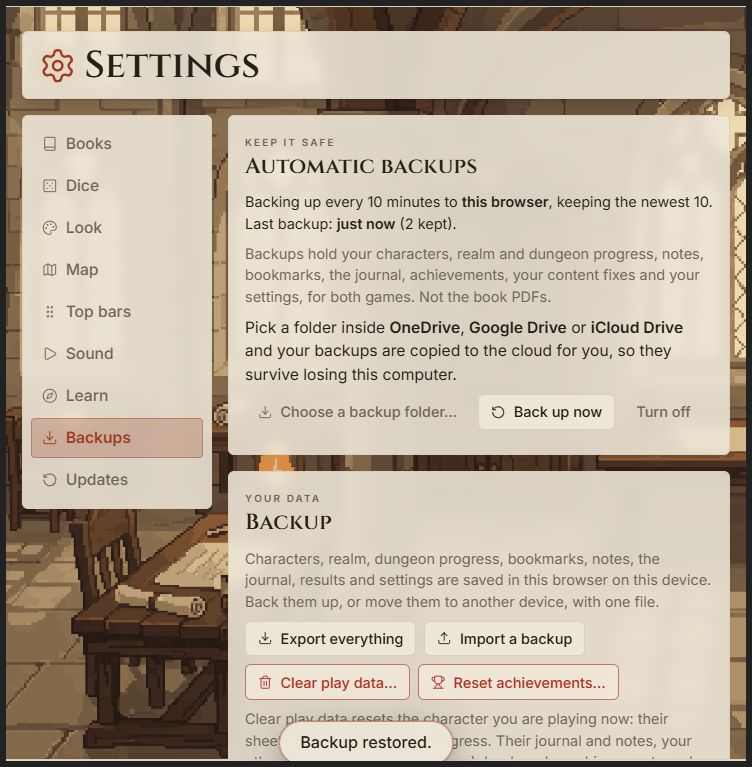 Settings
Books
Dice
Look
Map
Top bars
Sound
Learn
Backups
Updates
KEEP IT SAFE
Automatic backups
Backing up every 10 minutes to this browser, keeping the newest 10.
Last backup: just now (2 kept).
Backups hold your characters, realm and dungeon progress, notes,
bookmarks, the journal, achievements, your content fixes and your
settings, for both games. Not the book PDFs.
Pick a folder inside OneDrive, Google Drive or iCloud Drive
and your backups are copied to the cloud for you, so they
survive losing this computer.
Choose a backup folder... Back up now Turn off
YOUR DATA
Backup
Characters, realm, dungeon progress, bookmarks, notes, the
journal, results and settings are saved in this browser on this device.
Back them up, or move them to another device, with one file.
Export everything Import a backup
Clear play data... Reset achievements...
Clear play data resets the character you are playing now: their
gress. Their journal and notes, your
Backup restored.